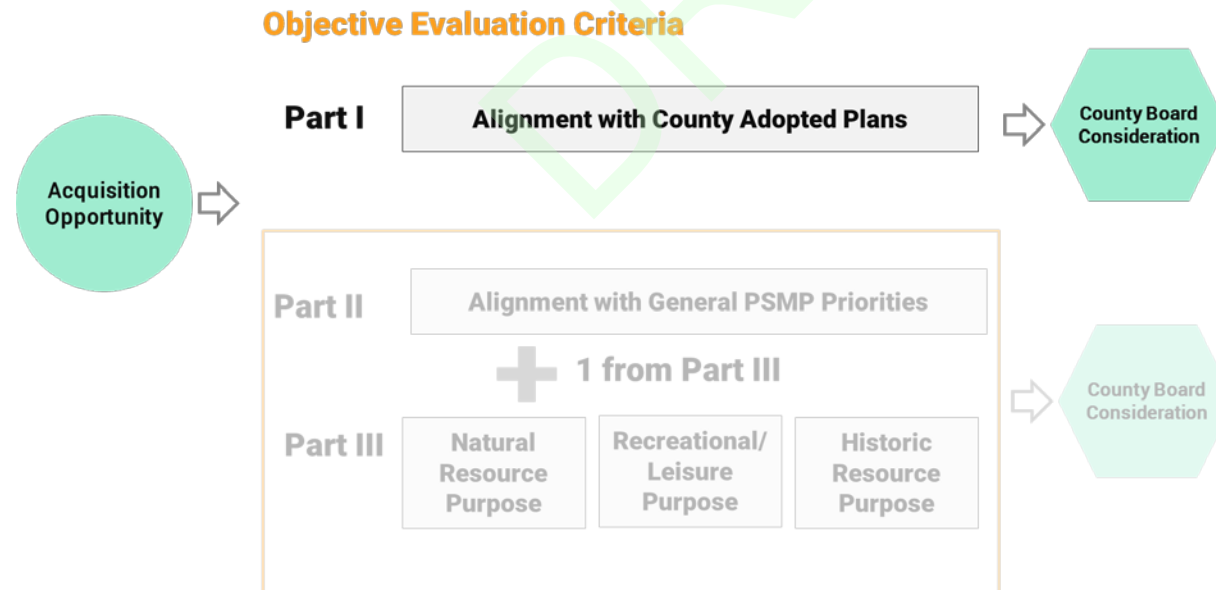 Objective Evaluation Criteria
Part I
Alignment with County Adopted Plans
County Board
Consideration
Acquisition
Opportunity
Part II
Alignment with General PSMP Priorities
1 from Part III
County Board
Consideration
Part III
Natural
Resource
Purpose
Recreational/
Leisure
Purpose
Historic
Resource
Purpose